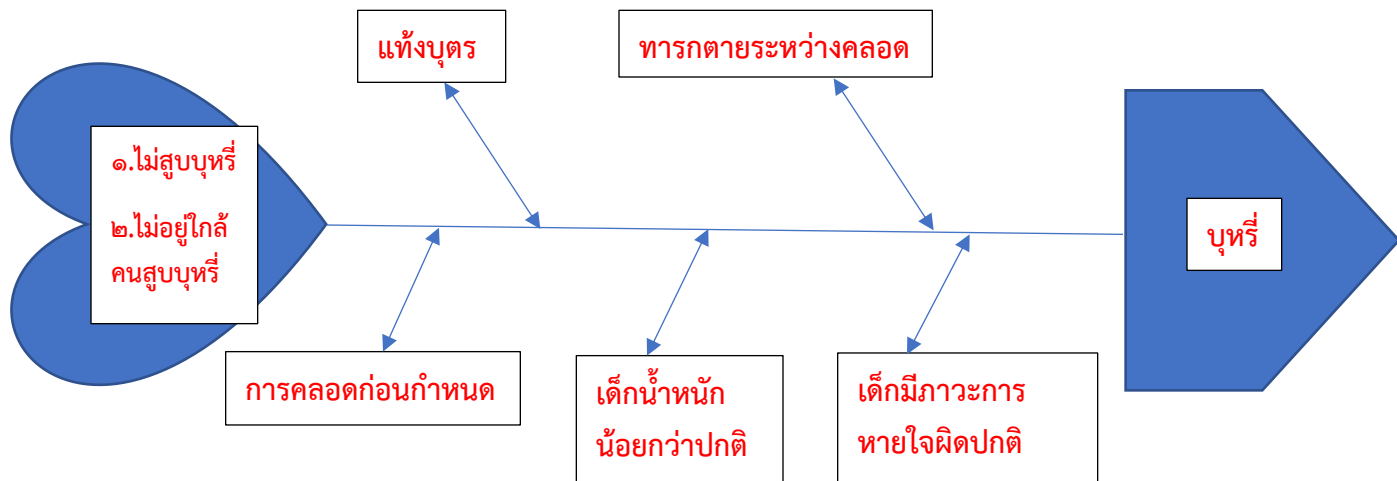 แท้งบุตร
ทารกตายระหว่างคลอด
๑.ไม่สูบบุหรี่
๒.ไม่อยู่ใกล้
คนสูบบุหรี่
บุหรี่
การคลอดก่อนกำหนด
เด็กน้ำหนัก
น้อยกว่าปกติ
เด็กมีภาวะการ
หายใจผิดปกติ